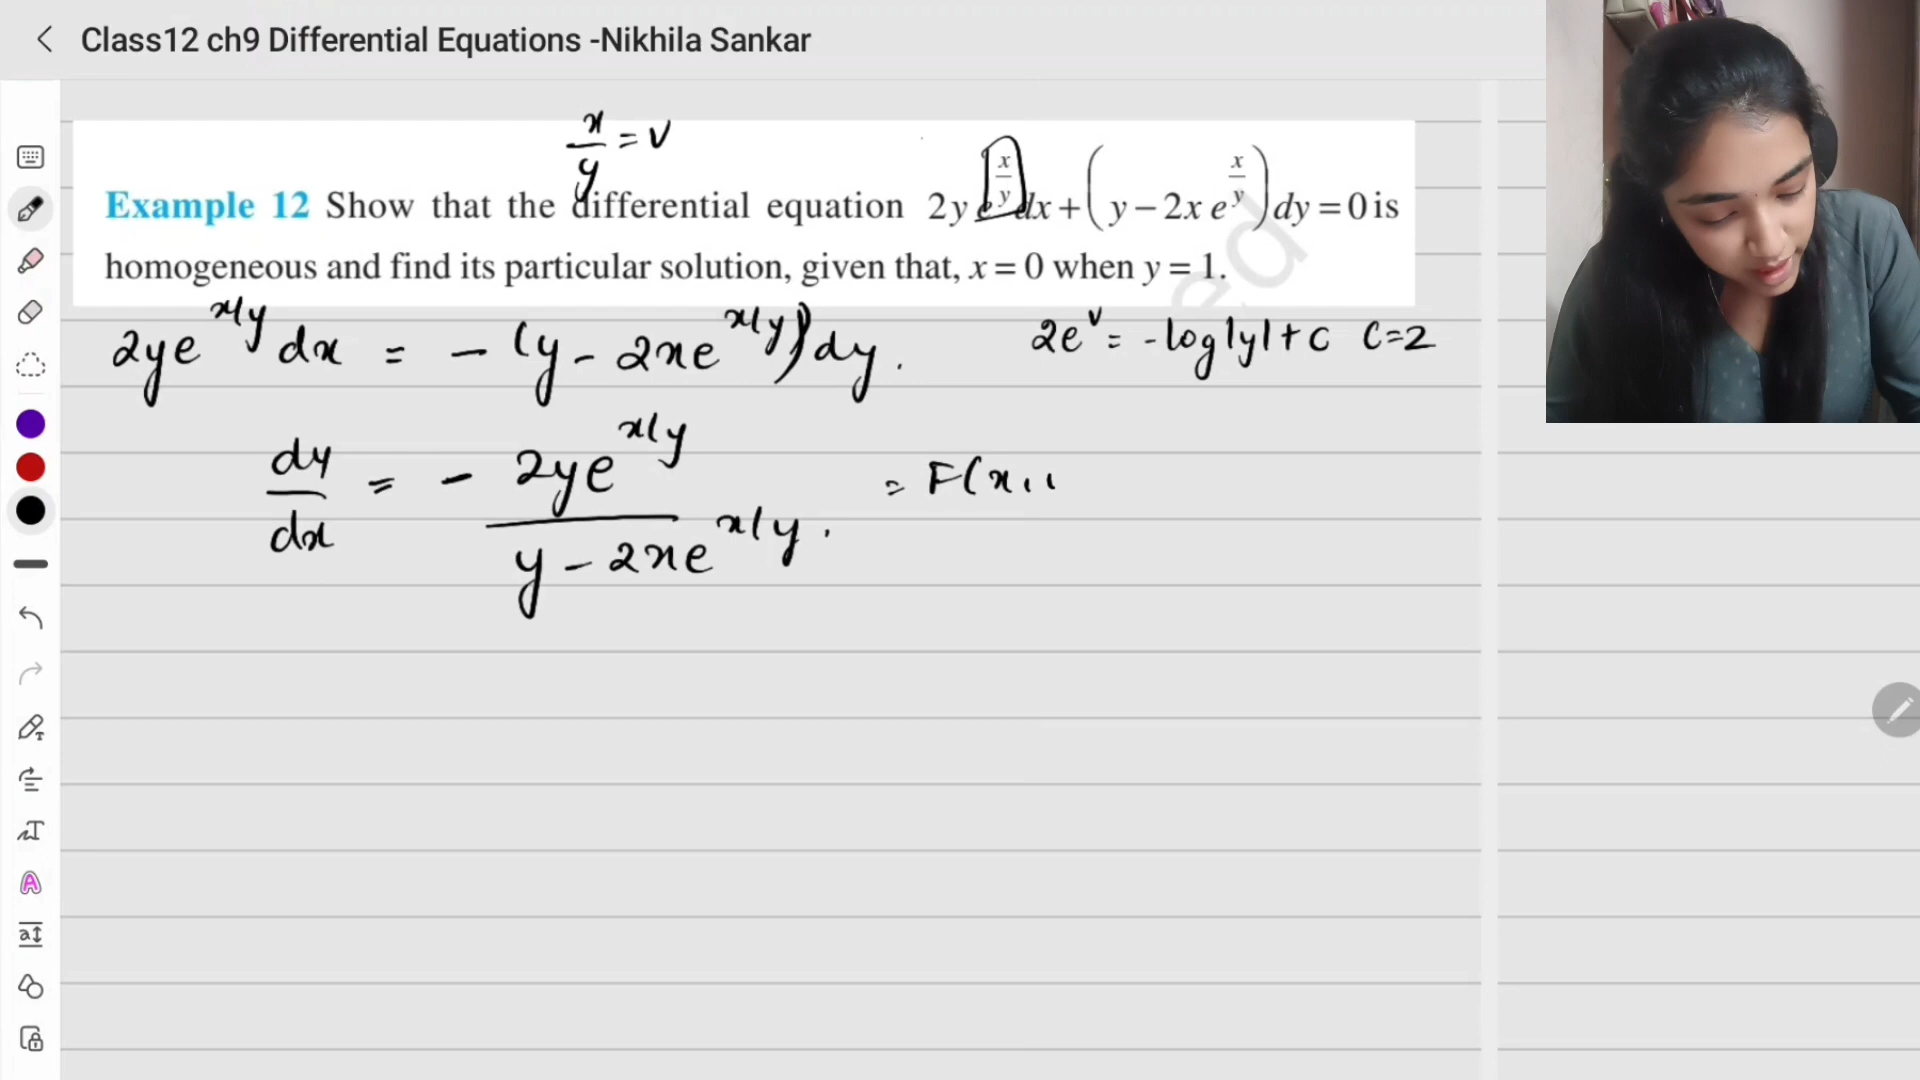 Class12 ch9 Differential Equations -Nikhila Sankar
x/y = v
Example 12 Show that the differential equation 2y e^(x/y) dx + (y − 2x e^(x/y)) dy = 0 is
homogeneous and find its particular solution, given that, x = 0 when y = 1.
ed
2ye^(x/y) dx = − (y − 2xe^(x/y)) dy.
2e^v = -log|y|+c c=2
dy/dx = − 2ye^(x/y) / y − 2xe^(x/y). = F(x,